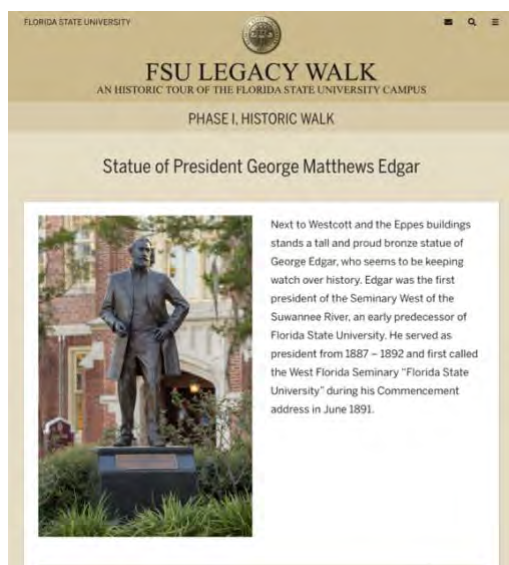 FLORIDA STATE UNIVERSITY
FSU LEGACY WALK
AN HISTORIC TOUR OF THE FLORIDA STATE UNIVERSITY CAMPUS
PHASE I, HISTORIC WALK
Statue of President George Matthews Edgar
Next to Westcott and the Eppes buildings
stands a tall and proud bronze statue of
George Edgar, who seems to be keeping
watch over history. Edgar was the first
president of the Seminary West of the
Suwannee River, an early predecessor of
Florida State University. He served as
president from 1887 – 1892 and first called
the West Florida Seminary "Florida State
University" during his Commencement
address in June 1891.